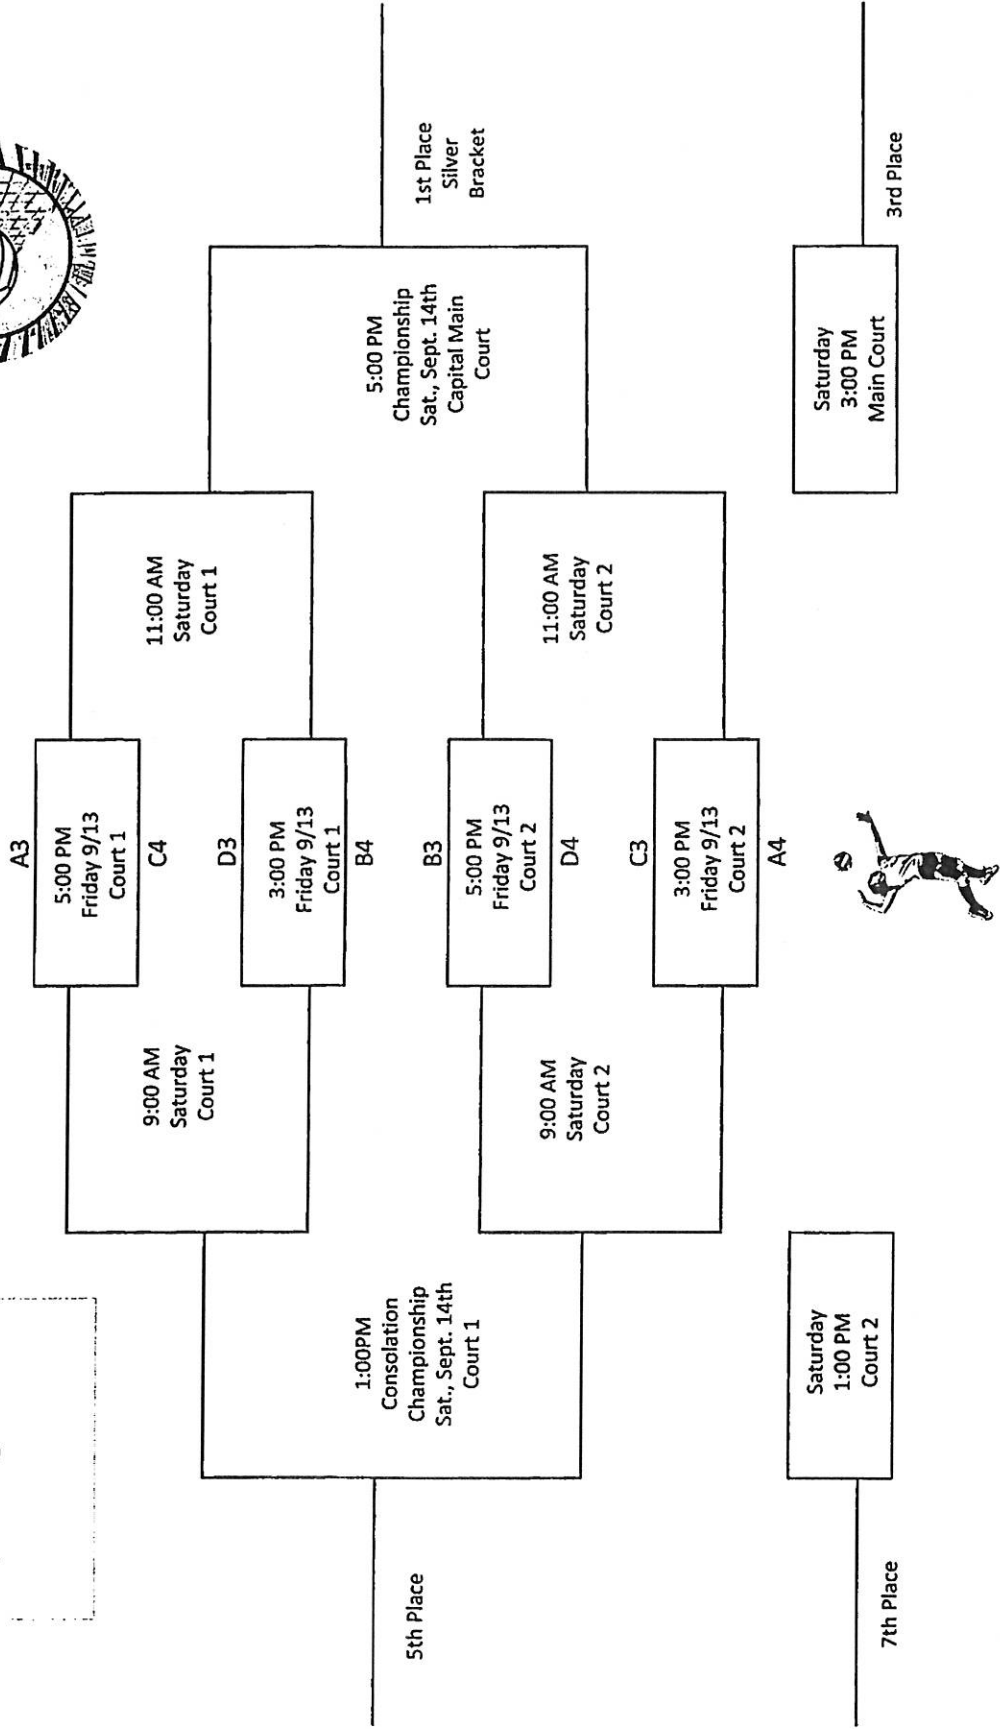 A3
5:00 PM
Friday 9/13
Court 1
C4
D3
3:00 PM
Friday 9/13
Court 1
B4
B3
5:00 PM
Friday 9/13
Court 2
D4
C3
3:00 PM
Friday 9/13
Court 2
A4
9:00 AM
Saturday
Court 1
9:00 AM
Saturday
Court 2
11:00 AM
Saturday
Court 1
11:00 AM
Saturday
Court 2
1:00PM
Consolation
Championship
Sat., Sept. 14th
Court 1
5:00 PM
Championship
Sat., Sept. 14th
Capital Main
Court
5th Place
1st Place
Silver
Bracket
Saturday
1:00 PM
Court 2
7th Place
Saturday
3:00 PM
Main Court
3rd Place